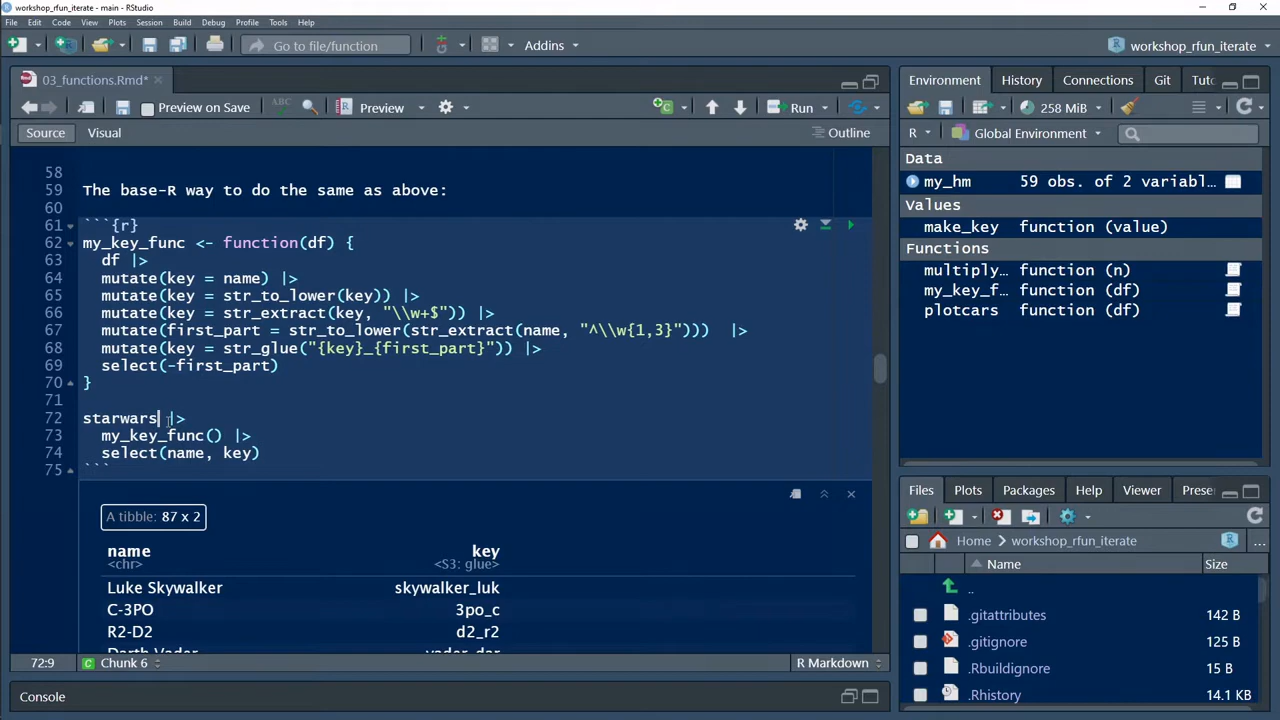 workshop_rfun_iterate - main - RStudio
File Edit Code View Plots Session Build Debug Profile Tools Help
Go to file/function
Addins
workshop_rfun_iterate
03_functions.Rmd*
Preview on Save
ABC
Preview
Run
Source
Visual
Outline
58
59 The base-R way to do the same as above:
60
61 ```{r}
62 my_key_func <- function(df) {
63 df |>
64 mutate(key = name) |>
65 mutate(key = str_to_lower(key)) |>
66 mutate(key = str_extract(key, "\\w+$")) |>
67 mutate(first_part = str_to_lower(str_extract(name, "^\\w{1,3}"))) |>
68 mutate(key = str_glue("{key}_{first_part}")) |>
69 select(-first_part)
70 }
71
72 starwars |>
73 my_key_func() |>
74 select(name, key)
75 ```
A tibble: 87 x 2
name key
<chr> <S3: glue>
Luke Skywalker skywalker_luk
C-3PO 3po_c
R2-D2 d2_r2
Darth Vader vader_dar
72:9
C Chunk 6
R Markdown
Console
Environment History Connections Git Tuto
258 MiB
R
Global Environment
Data
my_hm 59 obs. of 2 variabl…
Values
make_key function (value)
Functions
multiply… function (n)
my_key_f… function (df)
plotcars function (df)
Files Plots Packages Help Viewer Prese
Home > workshop_rfun_iterate
...
Name Size
..
.gitattributes 142 B
.gitignore 125 B
.Rbuildignore 15 B
.Rhistory 14.1 KB